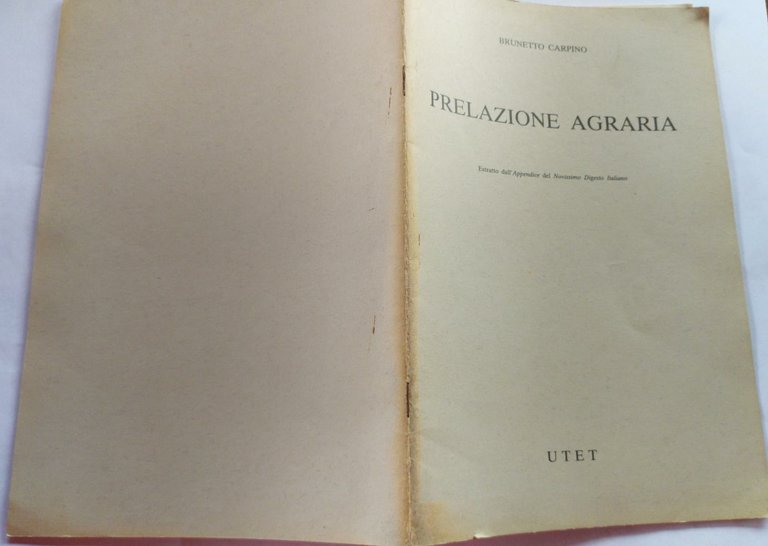 BRUNETTO CARPINO
PRELAZIONE AGRARIA
Estratto dall'Appendice del Novissimo Digesto Italiano
UTET